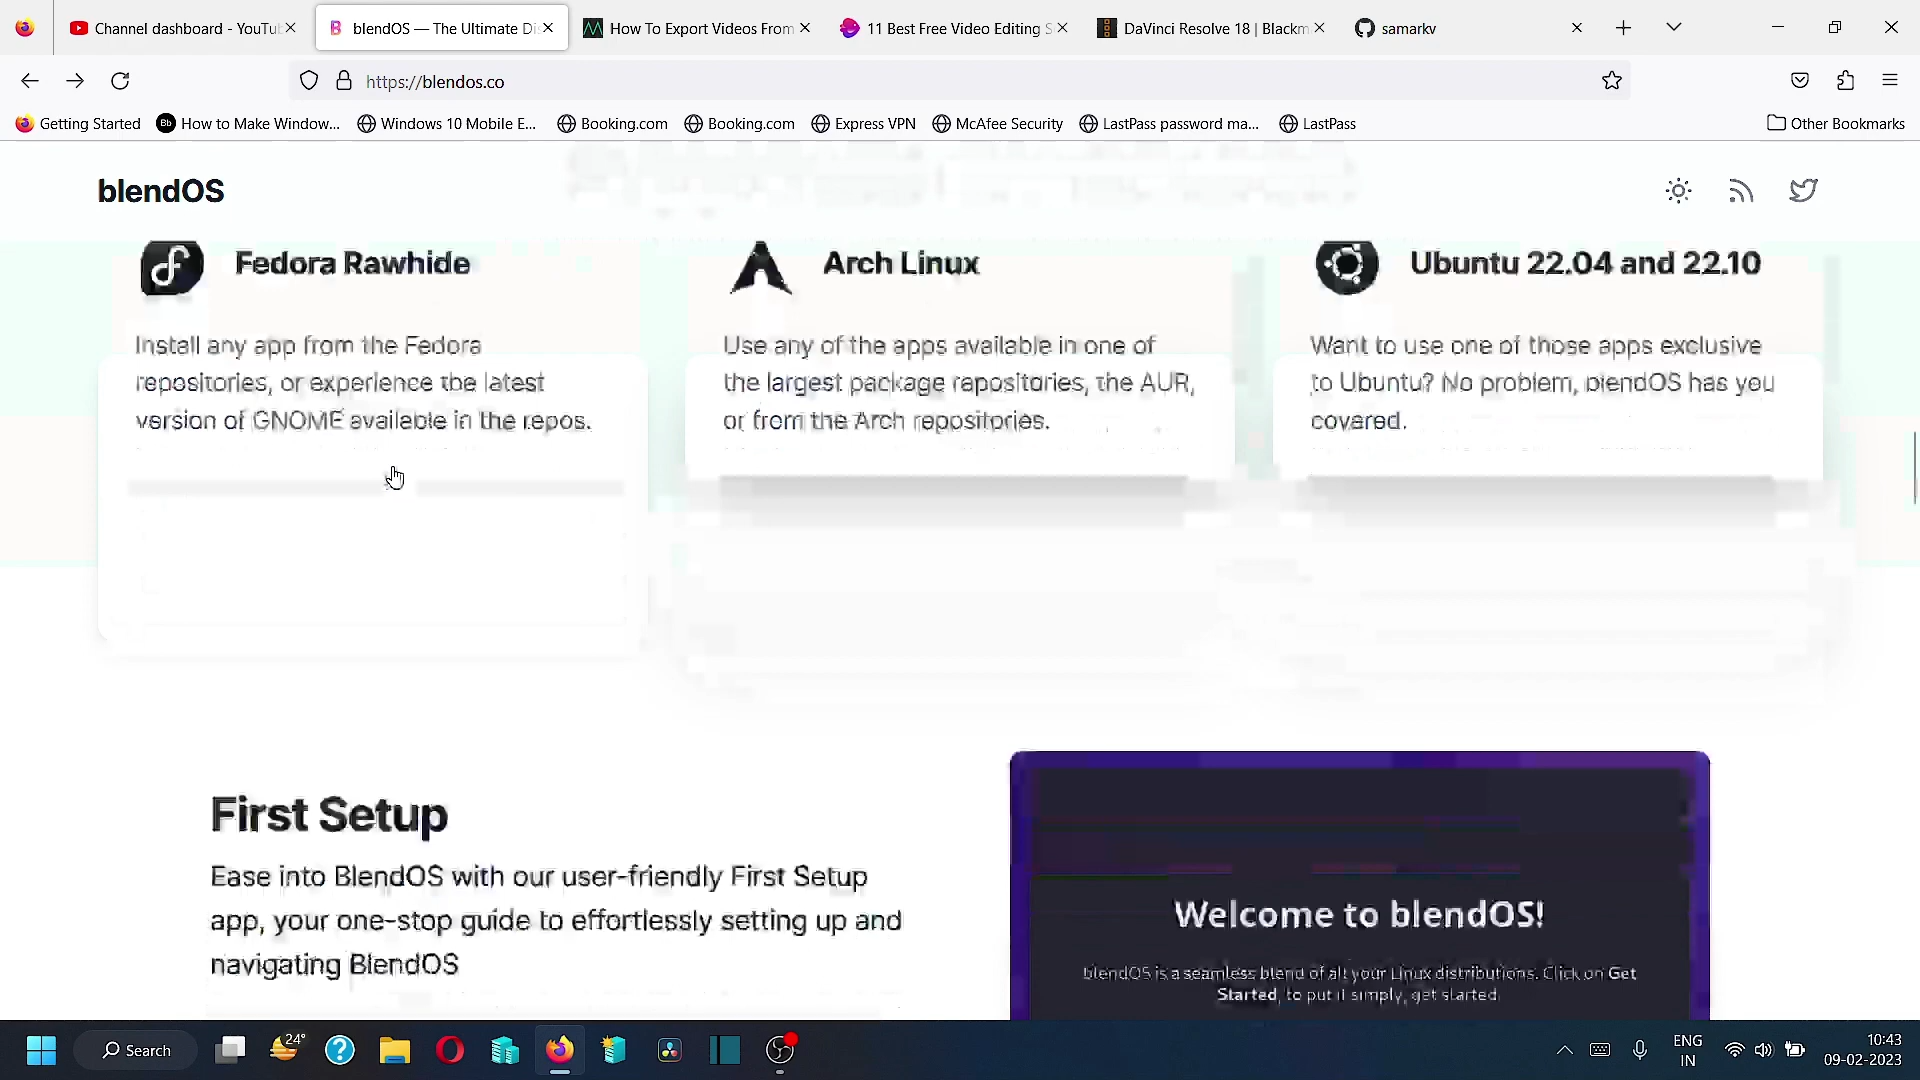 Channel dashboard - YouTu
blendOS — The Ultimate Di
How To Export Videos From
11 Best Free Video Editing S
DaVinci Resolve 18 | Blackm
samarkv
https://blendos.co
Getting Started
Bb
How to Make Window...
Windows 10 Mobile E...
Booking.com
Booking.com
Express VPN
McAfee Security
LastPass password ma...
LastPass
Other Bookmarks
blendOS
Fedora Rawhide
Install any app from the Fedora
repositories, or experience the latest
version of GNOME available in the repos.
Arch Linux
Use any of the apps available in one of
the largest package repositories, the AUR,
or from the Arch repositories.
Ubuntu 22.04 and 22.10
Want to use one of those apps exclusive
to Ubuntu? No problem, blendOS has you
covered.
First Setup
Ease into BlendOS with our user-friendly First Setup
app, your one-stop guide to effortlessly setting up and
navigating BlendOS
Welcome to blendOS!
blendOS is a seamless blend of all your Linux distributions. Click on Get
Started, to put it simply, get started.
Search
24°
ENG
IN
10:43
09-02-2023